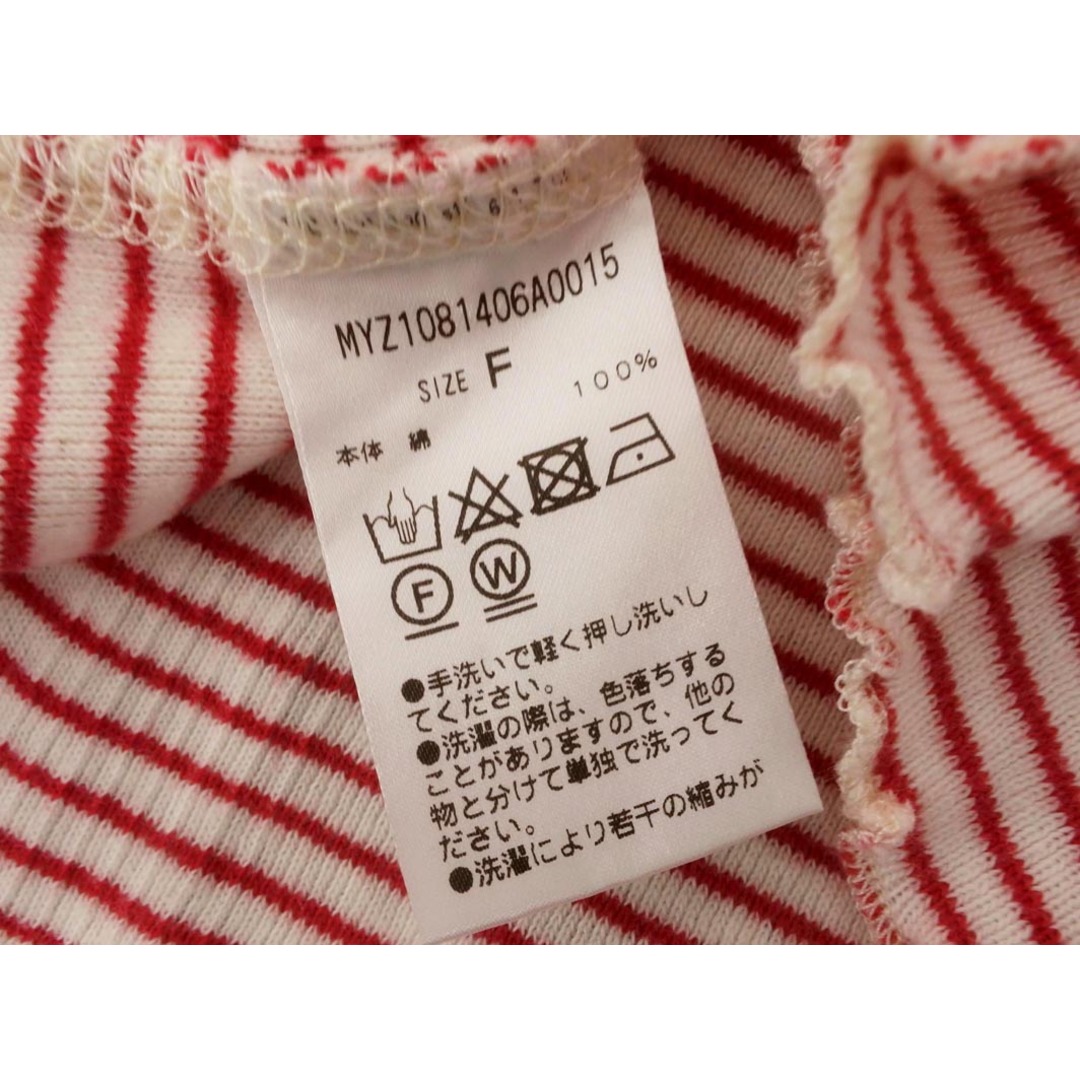 MYZ1081406A0015
SIZE F
本体 綿 100%
F W
●手洗いで軽く押し洗いし
てください。
●洗濯の際は、色落ちする
ことがありますので、他の
物と分けて単独で洗ってく
ださい。
●洗濯により若干の縮みが